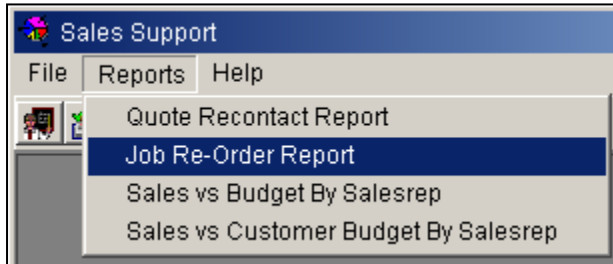 Sales Support
File Reports Help
Quote Recontact Report
Job Re-Order Report
Sales vs Budget By Salesrep
Sales vs Customer Budget By Salesrep